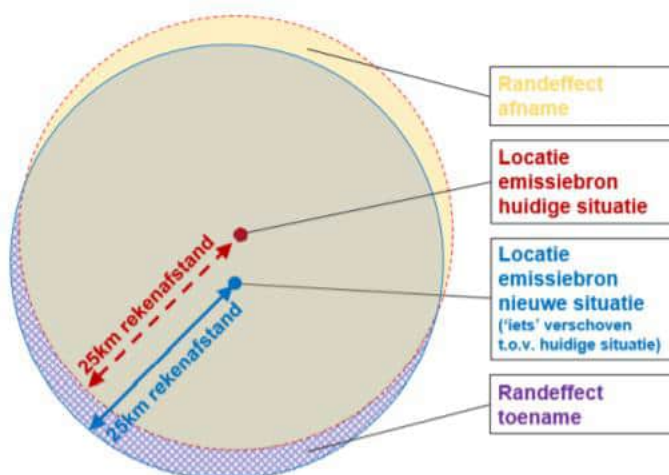 Randeffect
afname
Locatie
emissiebron
huidige situatie
Locatie
emissiebron
nieuwe situatie
('iets' verschoven
t.o.v. huidige situatie)
Randeffect
toename
25km rekenafstand
25km rekenafstand